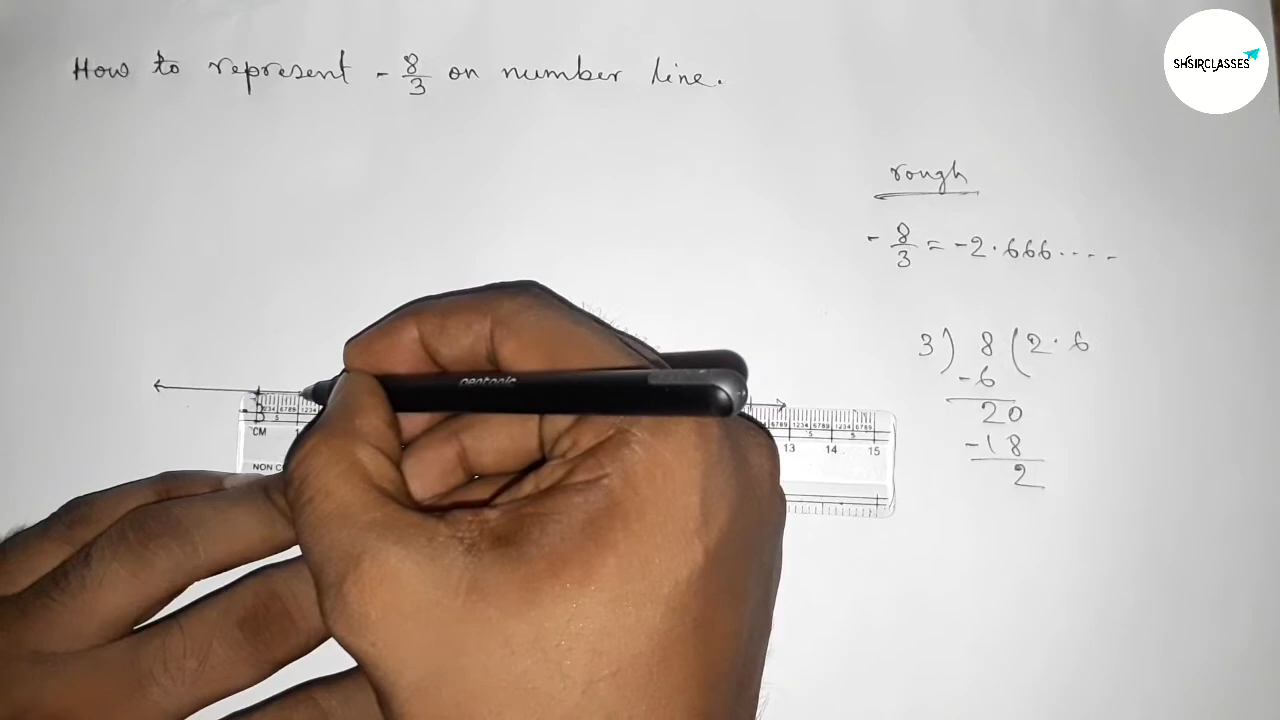 How to represent - 8/3 on number line.
SHSIRCLASSES
rough
- 8/3 = -2.666....
3) 8 (2.6
-6
20
-18
2
pentonic
CM
13 14 15